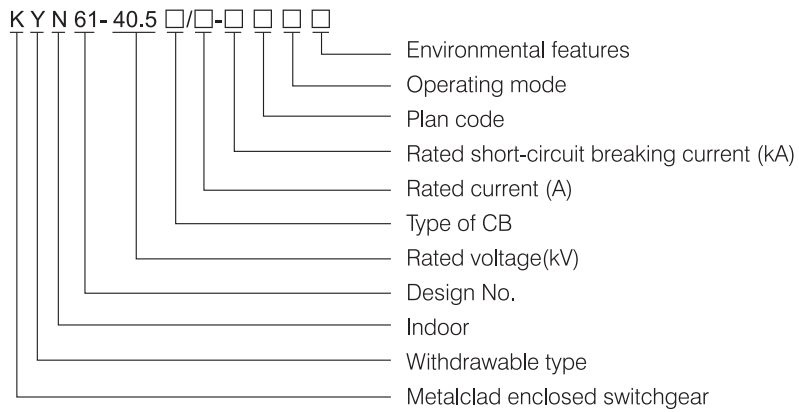 K Y N 61- 40.5 □/□-□ □ □ □
Environmental features
Operating mode
Plan code
Rated short-circuit breaking current (kA)
Rated current (A)
Type of CB
Rated voltage(kV)
Design No.
Indoor
Withdrawable type
Metalclad enclosed switchgear